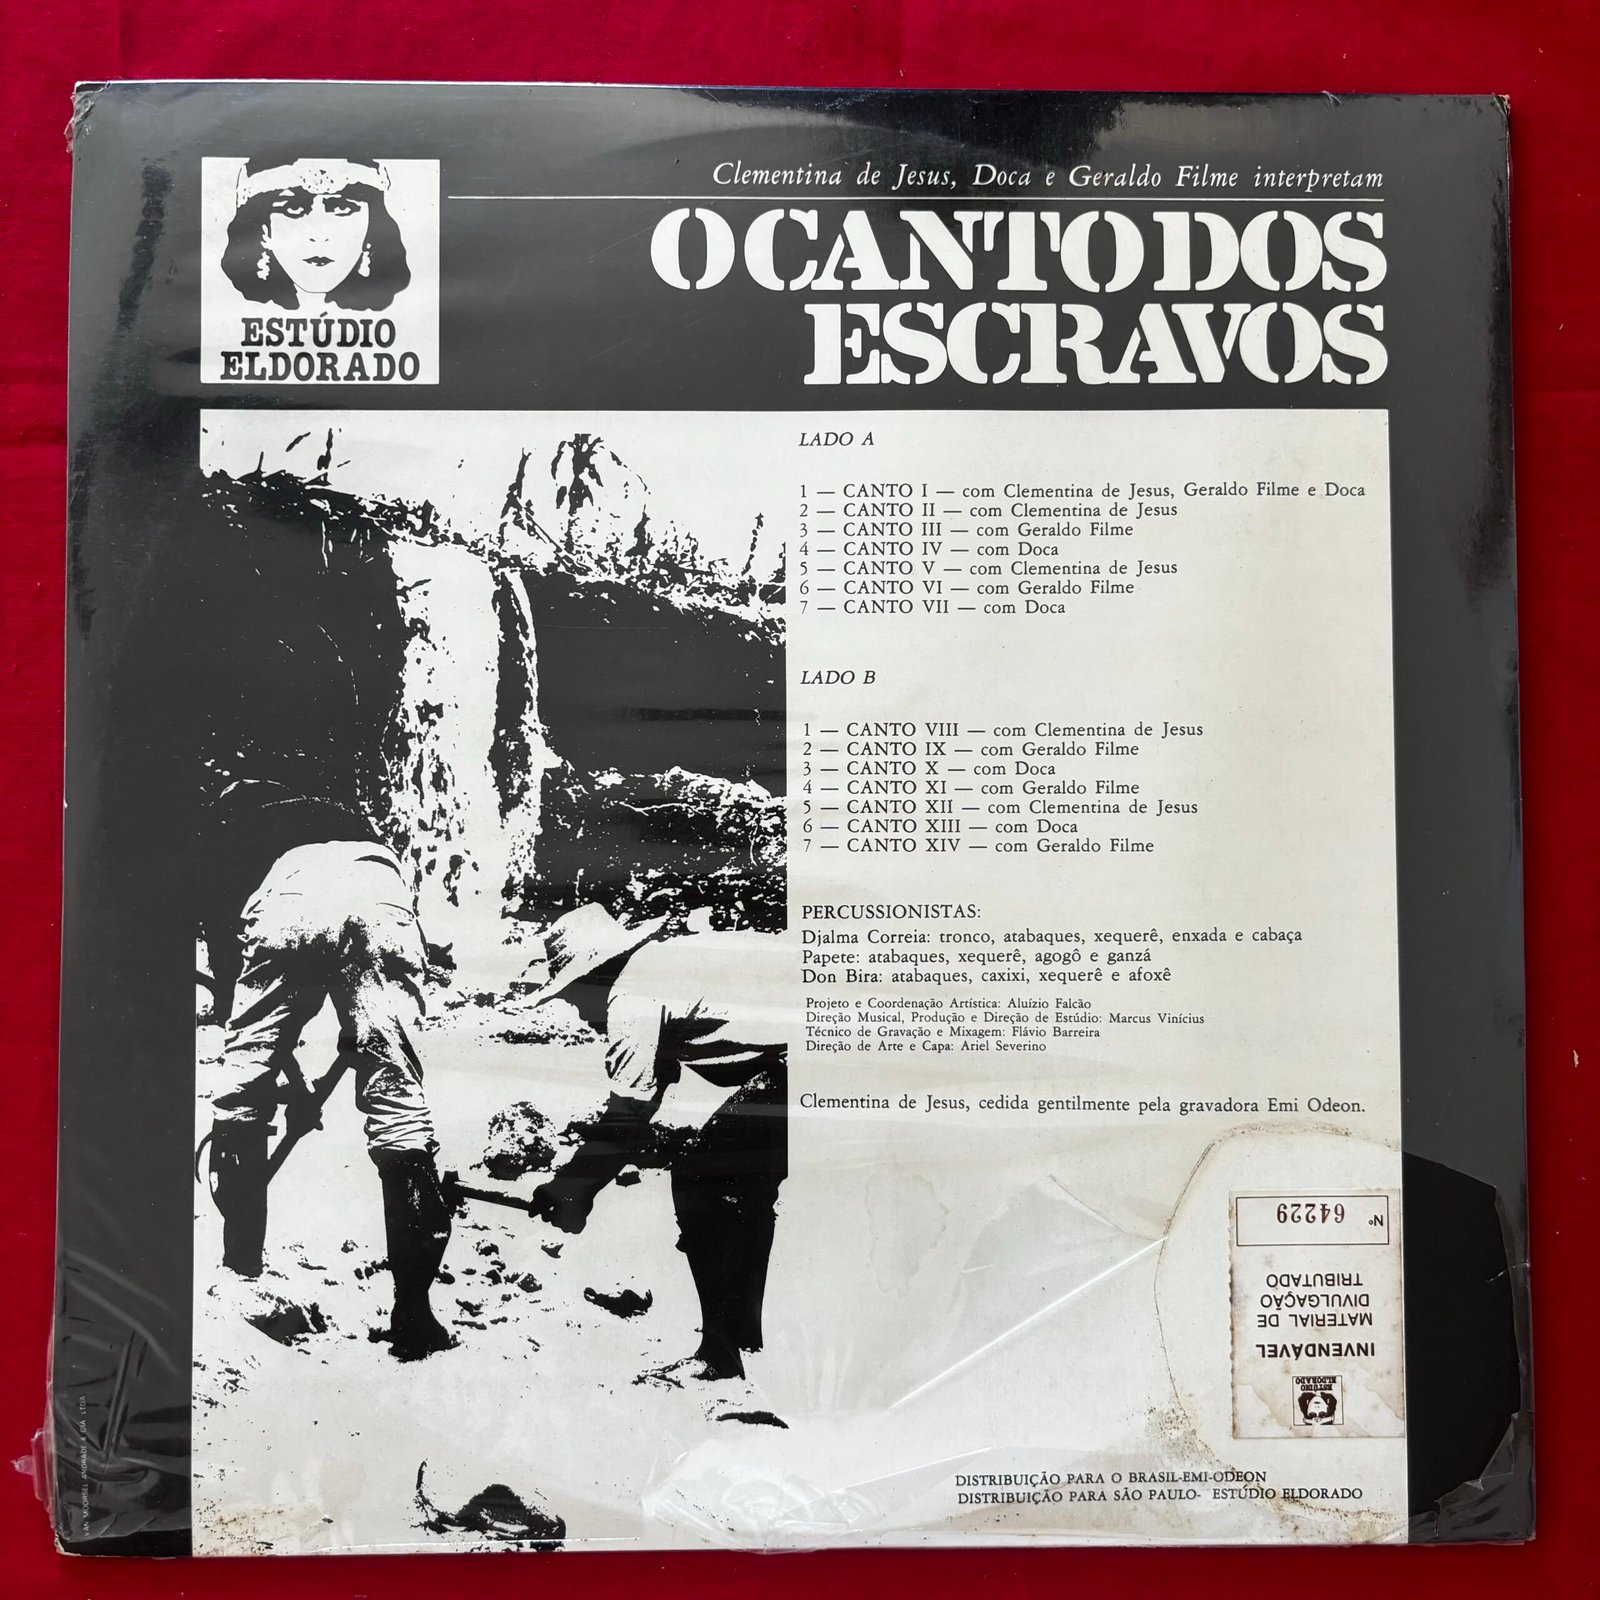 Clementina de Jesus, Doca e Geraldo Filme interpretam
O CANTO DOS
ESCRAVOS
ESTÚDIO
ELDORADO
LADO A
1 — CANTO I — com Clementina de Jesus, Geraldo Filme e Doca
2 — CANTO II — com Clementina de Jesus
3 — CANTO III — com Geraldo Filme
4 — CANTO IV — com Doca
5 — CANTO V — com Clementina de Jesus
6 — CANTO VI — com Geraldo Filme
7 — CANTO VII — com Doca
LADO B
1 — CANTO VIII — com Clementina de Jesus
2 — CANTO IX — com Geraldo Filme
3 — CANTO X — com Doca
4 — CANTO XI — com Geraldo Filme
5 — CANTO XII — com Clementina de Jesus
6 — CANTO XIII — com Doca
7 — CANTO XIV — com Geraldo Filme
PERCUSSIONISTAS:
Djalma Correia: tronco, atabaques, xequerê, enxada e cabaça
Papete: atabaques, xequerê, agogô e ganzá
Don Bira: atabaques, caxixi, xequerê e afoxê
Projeto e Coordenação Artística: Aluízio Falcão
Direção Musical, Produção e Direção de Estúdio: Marcus Vinícius
Técnico de Gravação e Mixagem: Flávio Barreira
Direção de Arte e Capa: Ariel Severino
Clementina de Jesus, cedida gentilmente pela gravadora Emi Odeon.
ESTÚDIO
ELDORADO
INVENDÁVEL
MATERIAL DE
DIVULGAÇÃO
TRIBUTADO
Nº 64229
DISTRIBUIÇÃO PARA O BRASIL-EMI-ODEON
DISTRIBUIÇÃO PARA SÃO PAULO- ESTÚDIO ELDORADO